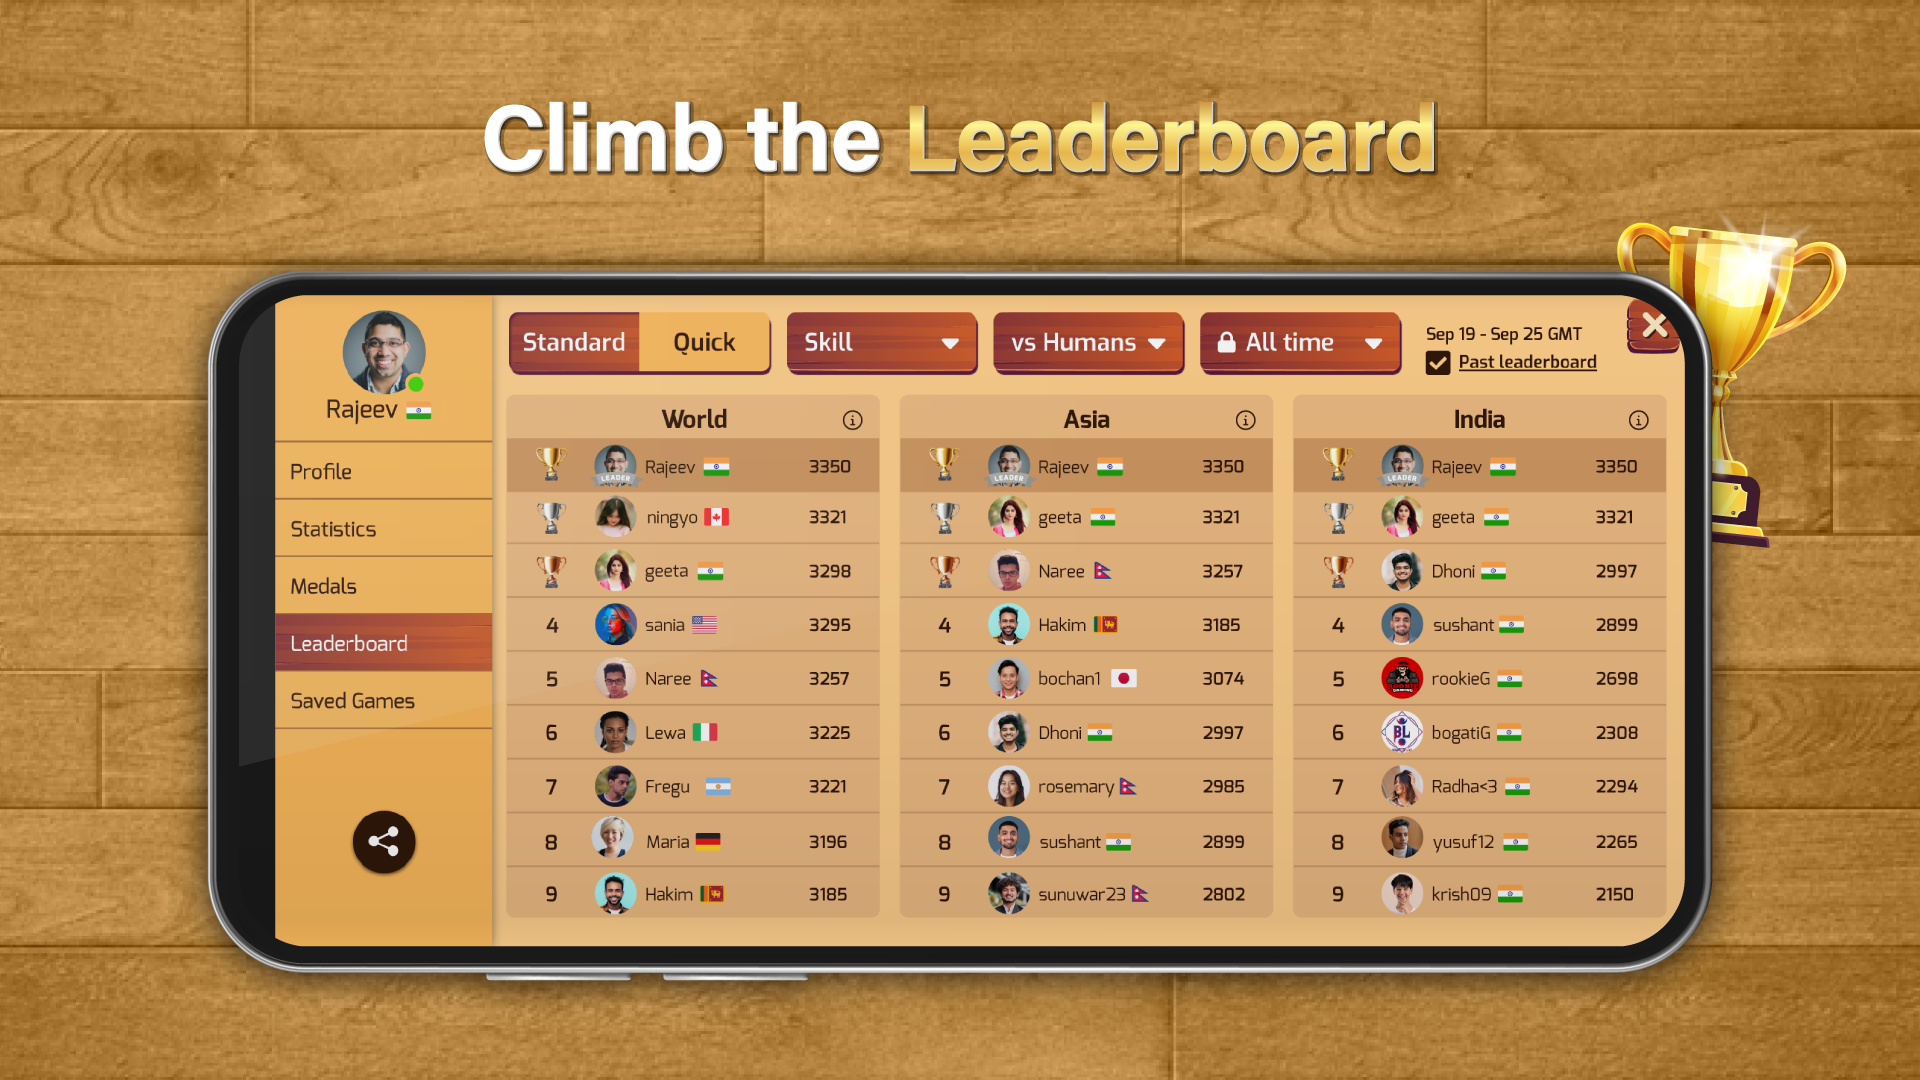 Climb the Leaderboard
Rajeev
Profile
Statistics
Medals
Leaderboard
Saved Games
Standard Quick Skill vs Humans All time
Sep 19 - Sep 25 GMT
Past leaderboard
World
LEADER Rajeev 3350
ningyo 3321
geeta 3298
4 sania 3295
5 Naree 3257
6 Lewa 3225
7 Fregu 3221
8 Maria 3196
9 Hakim 3185
Asia
LEADER Rajeev 3350
geeta 3321
Naree 3257
4 Hakim 3185
5 bochan1 3074
6 Dhoni 2997
7 rosemary 2985
8 sushant 2899
9 sunuwar23 2802
India
LEADER Rajeev 3350
geeta 3321
Dhoni 2997
4 sushant 2899
5 rookieG 2698
6 BL bogatiG 2308
7 Radha<3 2294
8 yusuf12 2265
9 krish09 2150